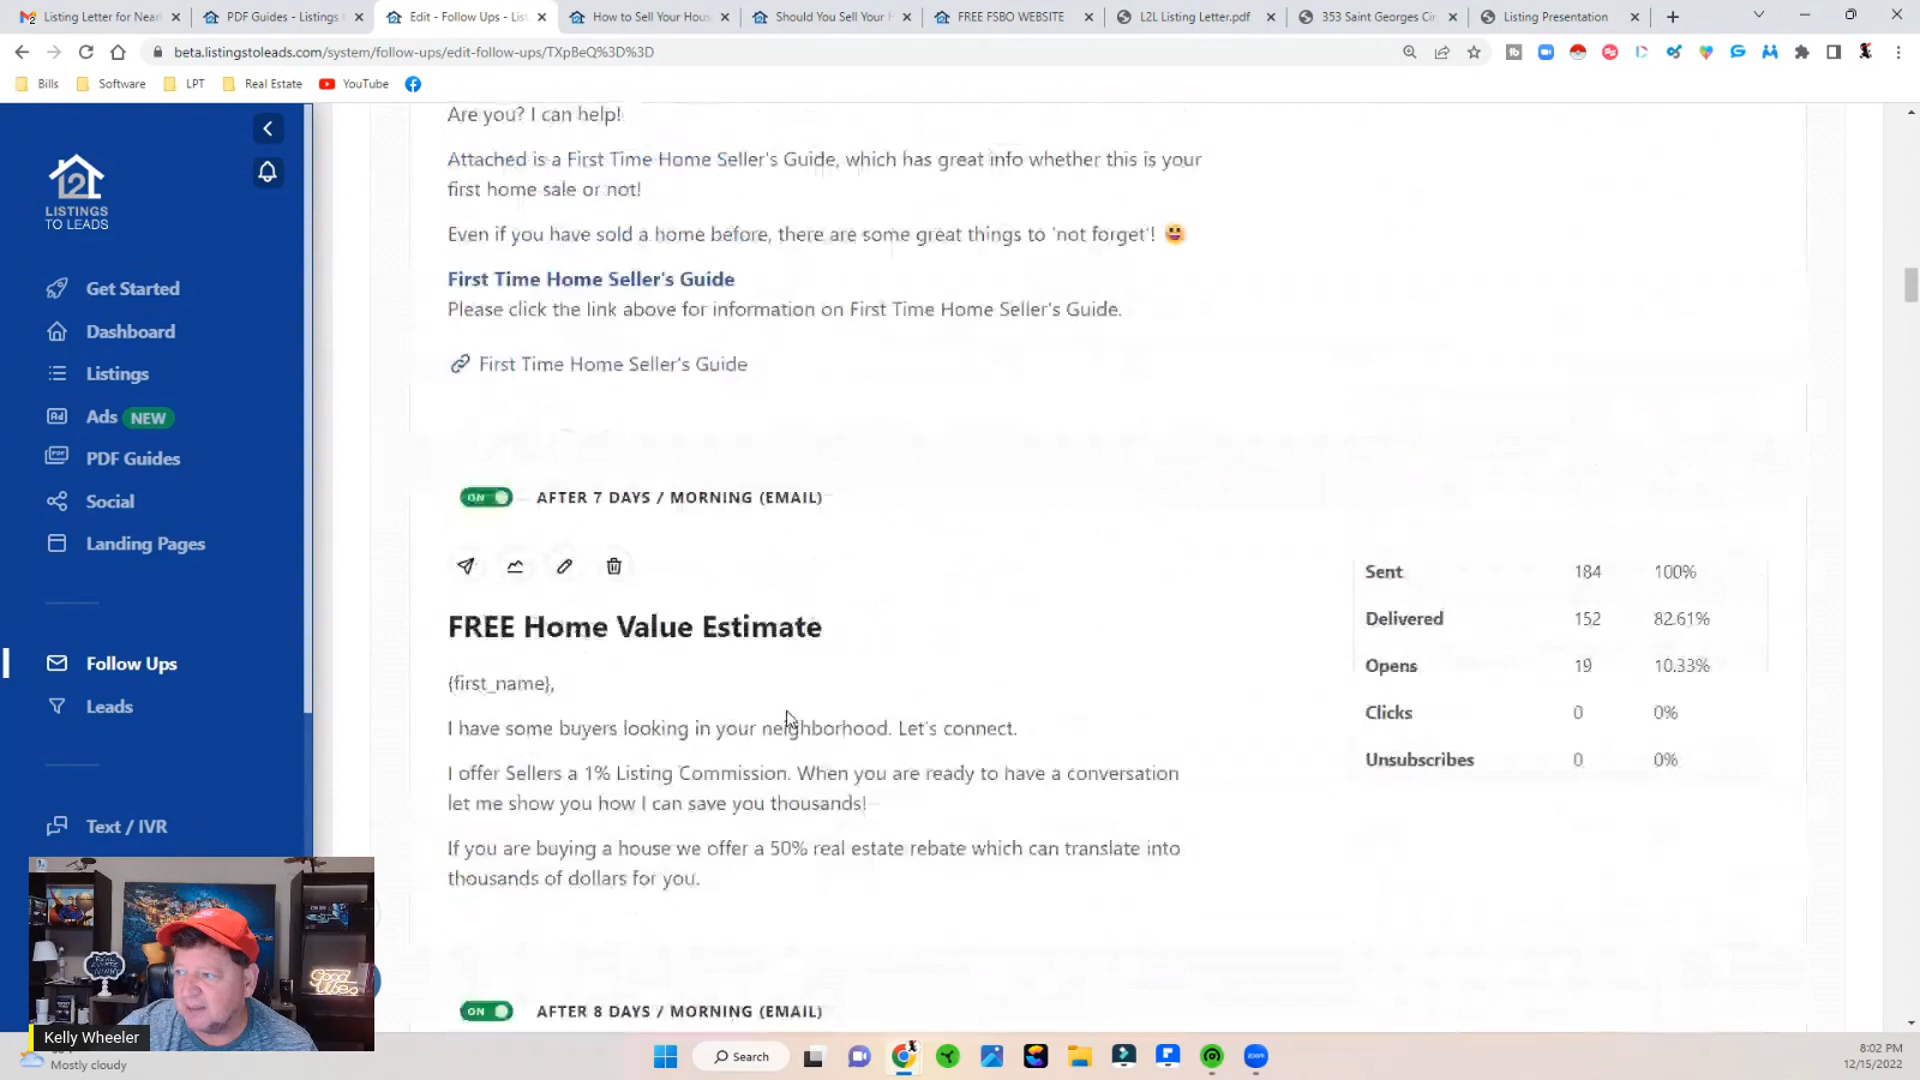 Listing Letter for Near
PDF Guides - Listings
Edit - Follow Ups - Lis
How to Sell Your Hous
Should You Sell Your
FREE FSBO WEBSITE
L2L Listing Letter.pdf
353 Saint Georges Cir
Listing Presentation
beta.listingstoleads.com/system/follow-ups/edit-follow-ups/TXpBeQ%3D%3D
Bills
Software
LPT
Real Estate
YouTube
L2L
LISTINGS
TO LEADS
Get Started
Dashboard
Listings
Ads NEW
PDF Guides
Social
Landing Pages
Follow Ups
Leads
Text / IVR
Are you? I can help!
Attached is a First Time Home Seller's Guide, which has great info whether this is your
first home sale or not!
Even if you have sold a home before, there are some great things to 'not forget'! 😀
First Time Home Seller's Guide
Please click the link above for information on First Time Home Seller's Guide.
First Time Home Seller's Guide
ON AFTER 7 DAYS / MORNING (EMAIL)
FREE Home Value Estimate
{first_name},
I have some buyers looking in your neighborhood. Let's connect.
I offer Sellers a 1% Listing Commission. When you are ready to have a conversation
let me show you how I can save you thousands!
If you are buying a house we offer a 50% real estate rebate which can translate into
thousands of dollars for you.
Sent 184 100%
Delivered 152 82.61%
Opens 19 10.33%
Clicks 0 0%
Unsubscribes 0 0%
ON AFTER 8 DAYS / MORNING (EMAIL)
Good
Vibes
Kelly Wheeler
Mostly cloudy
Search
zoom
8:02 PM
12/15/2022